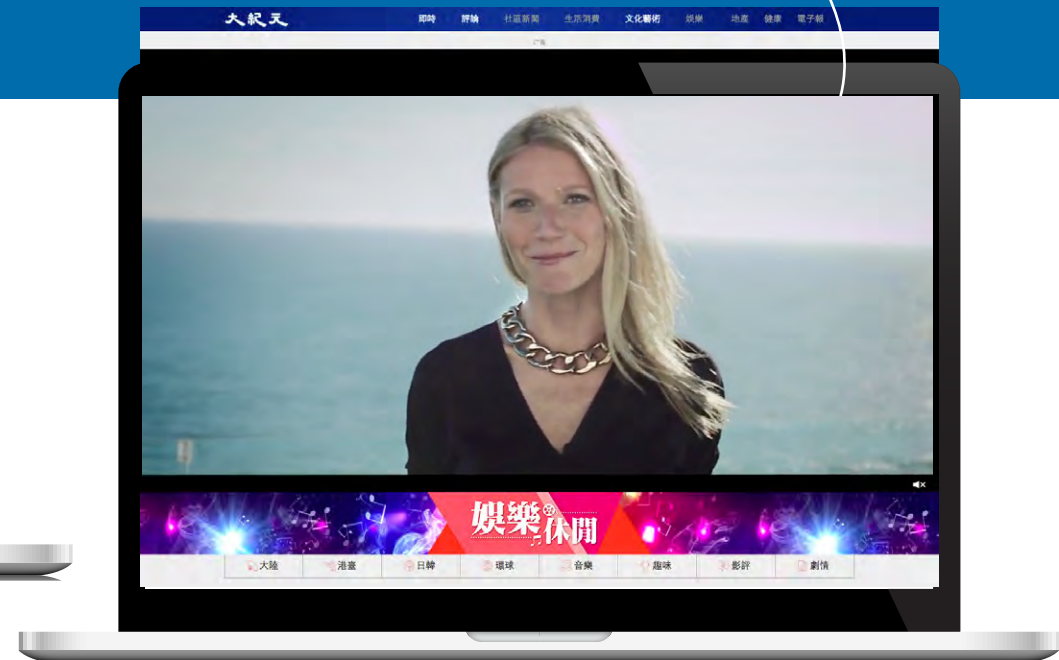 大紀元 即時 評論 社區新聞 生活消費 文化藝術 娛樂 地產 健康 電子報
娛樂休閒
大陸 港臺 日韓 環球 音樂 趣味 影評 劇情